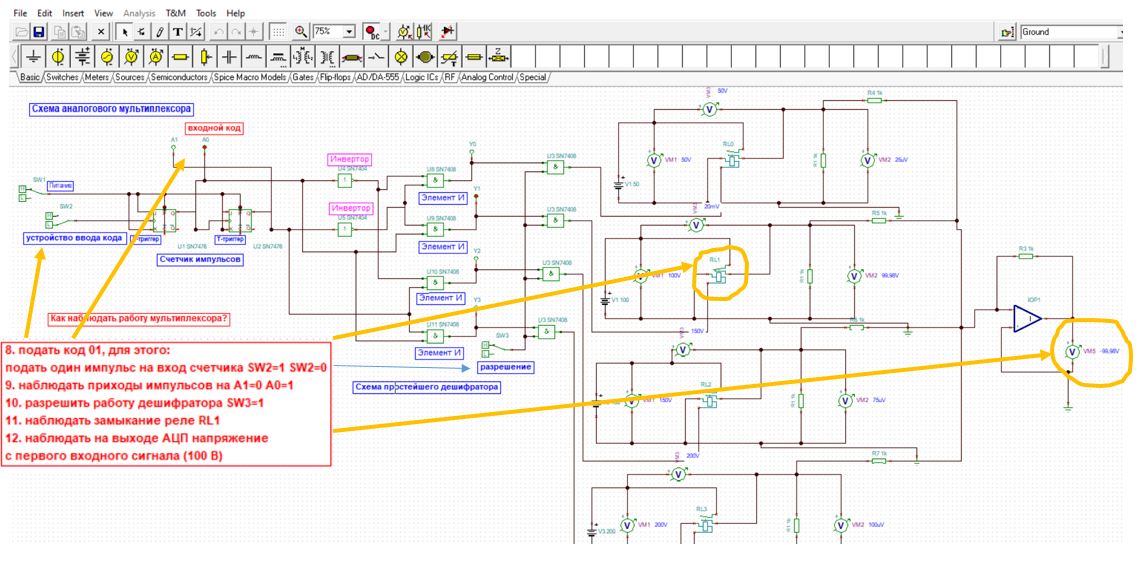 File Edit Insert View Analysis T&M Tools Help
75%
DC
Ground
Basic Switches Meters Sources Semiconductors Spice Macro Models Gates Flip-flops AD/DA-555 Logic ICs RF Analog Control Special
Схема аналогового мультиплексора
входной код
A1 A0
SW1
Питание
SW2
устройство ввода кода
Т-триггер
U1 SN7476
Т-триггер
U2 SN7476
Счетчик импульсов
Инвертор
U4 SN7404
Инвертор
U5 SN7404
Y0
U8 SN7408
Элемент И
Y1
U9 SN7408
Элемент И
Y2
U10 SN7408
Элемент И
Y3
U11 SN7408
Элемент И
U3 SN7408
U3 SN7408
U3 SN7408
U3 SN7408
SW3
разрешение
Схема простейшего дешифратора
Как наблюдать работу мультиплексора?
8. подать код 01, для этого:
подать один импульс на вход счетчика SW2=1 SW2=0
9. наблюдать приходы импульсов на A1=0 A0=1
10. разрешить работу дешифратора SW3=1
11. наблюдать замыкание реле RL1
12. наблюдать на выходе АЦП напряжение
с первого входного сигнала (100 В)
50V
R4 1k
VM1 50V
RL0
VM2 25uV
V1 50
20mV
R5 1k
VM1 100V
RL1
VM2 99,98V
V1 100
150V
VM1 150V
RL2
VM2 75uV
200V
R7 1k
VM1 200V
RL3
VM2 100uV
V3 200
R3 1k
IOP1
VM5 -99,98V